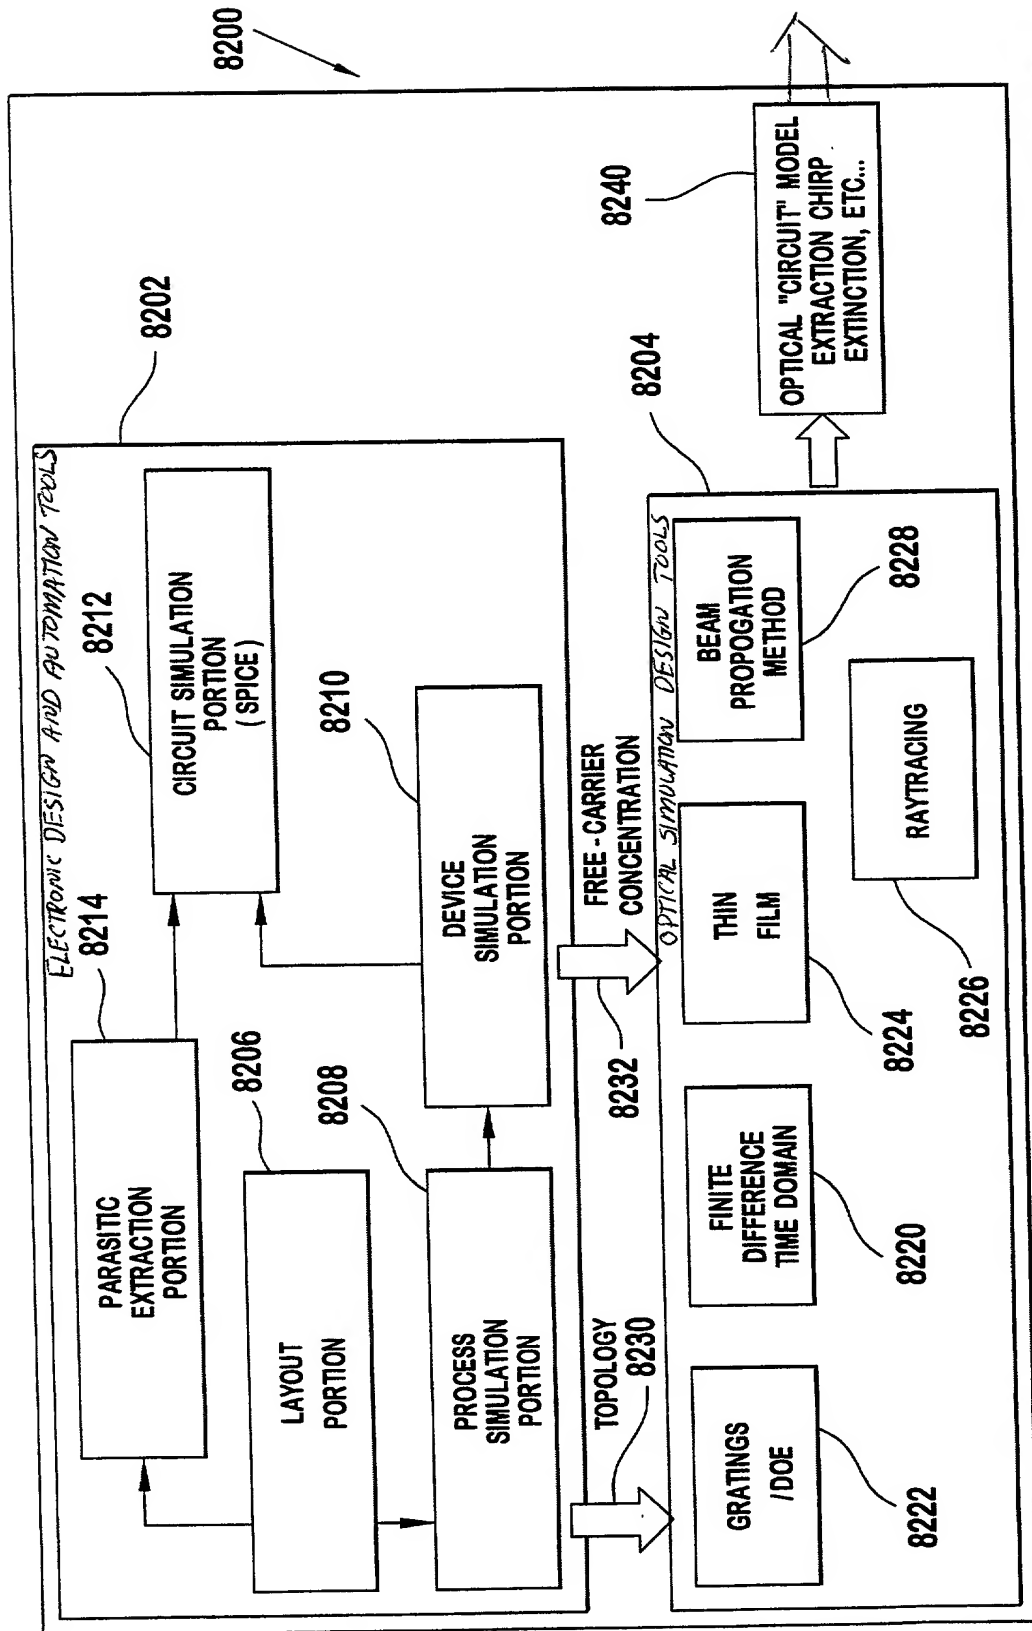 8200
8202
ELECTRONIC DESIGN AND AUTOMATION TOOLS
8214
PARASITIC
EXTRACTION
PORTION
8212
CIRCUIT SIMULATION
PORTION
( SPICE )
8206
LAYOUT
PORTION
8208
PROCESS
SIMULATION
PORTION
8210
DEVICE
SIMULATION
PORTION
TOPOLOGY
8230
8232
FREE - CARRIER
CONCENTRATION
8204
OPTICAL SIMULATION DESIGN TOOLS
GRATINGS
/DOE
8222
FINITE
DIFFERENCE
TIME DOMAIN
8220
THIN
FILM
8224
BEAM
PROPOGATION
METHOD
8228
RAYTRACING
8226
8240
OPTICAL "CIRCUIT" MODEL
EXTRACTION CHIRP
EXTINCTION, ETC...